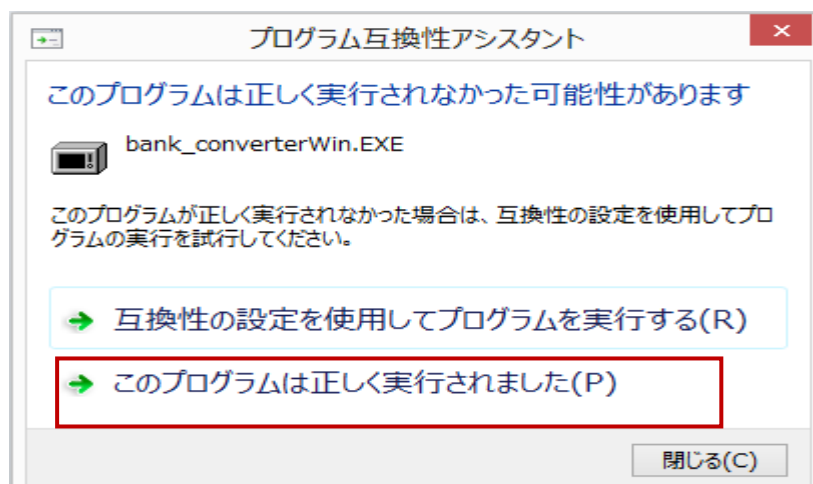 プログラム互換性アシスタント
このプログラムは正しく実行されなかった可能性があります
bank_converterWin.EXE
このプログラムが正しく実行されなかった場合は、互換性の設定を使用してプロ
グラムの実行を試行してください。
互換性の設定を使用してプログラムを実行する(R)
このプログラムは正しく実行されました(P)
閉じる(C)